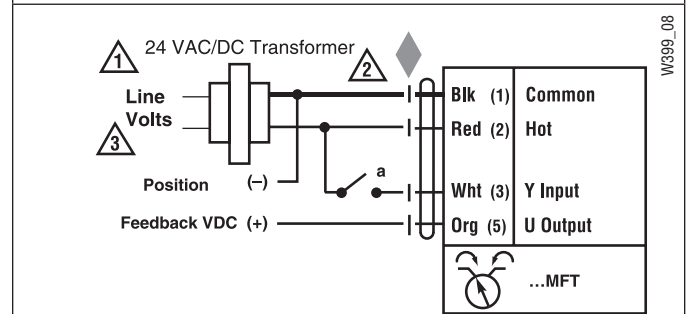 W399_08
1 24 VAC/DC Transformer 2
Line Volts
3
Blk (1) Common
Red (2) Hot
a
Position (–)
Wht (3) Y Input
Feedback VDC (+)
Org (5) U Output
...MFT